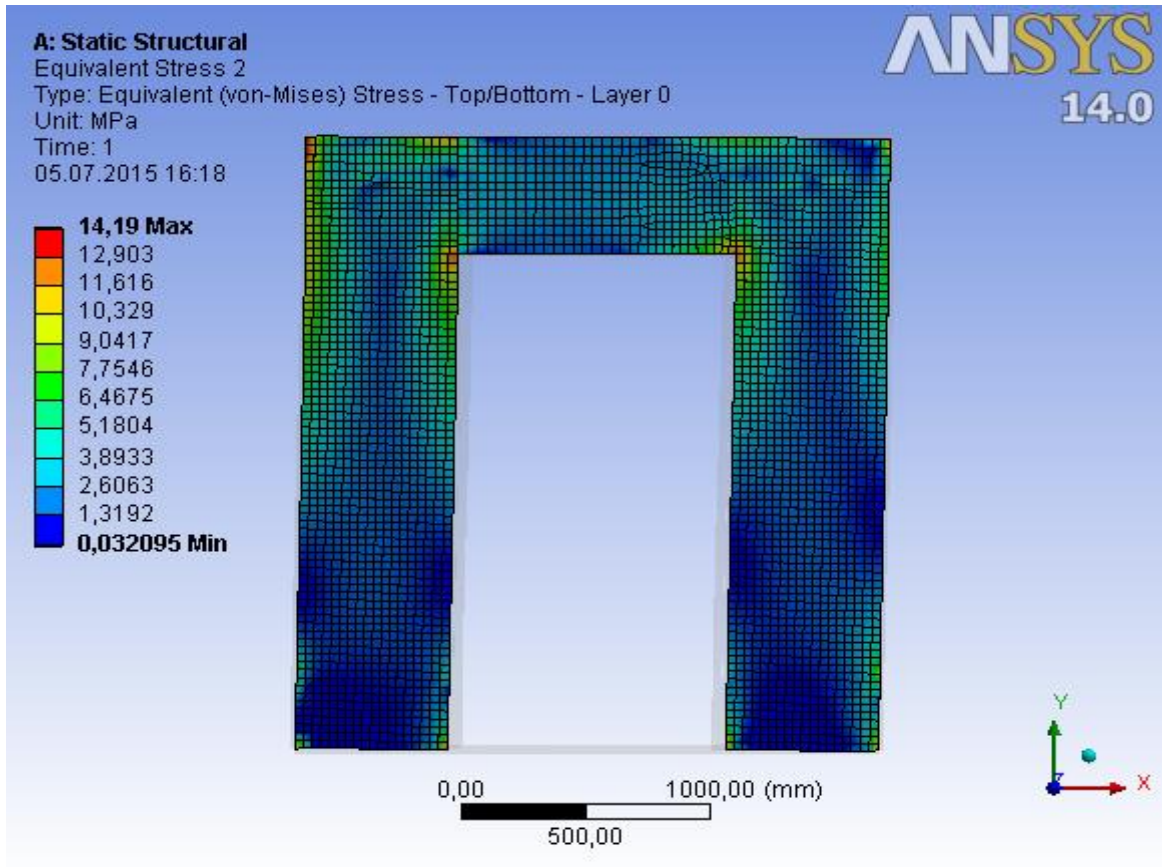 A: Static Structural
Equivalent Stress 2
Type: Equivalent (von-Mises) Stress - Top/Bottom - Layer 0
Unit: MPa
Time: 1
05.07.2015 16:18
ANSYS
14.0
14,19 Max
12,903
11,616
10,329
9,0417
7,7546
6,4675
5,1804
3,8933
2,6063
1,3192
0,032095 Min
0,00
1000,00 (mm)
500,00
Y
X
Z